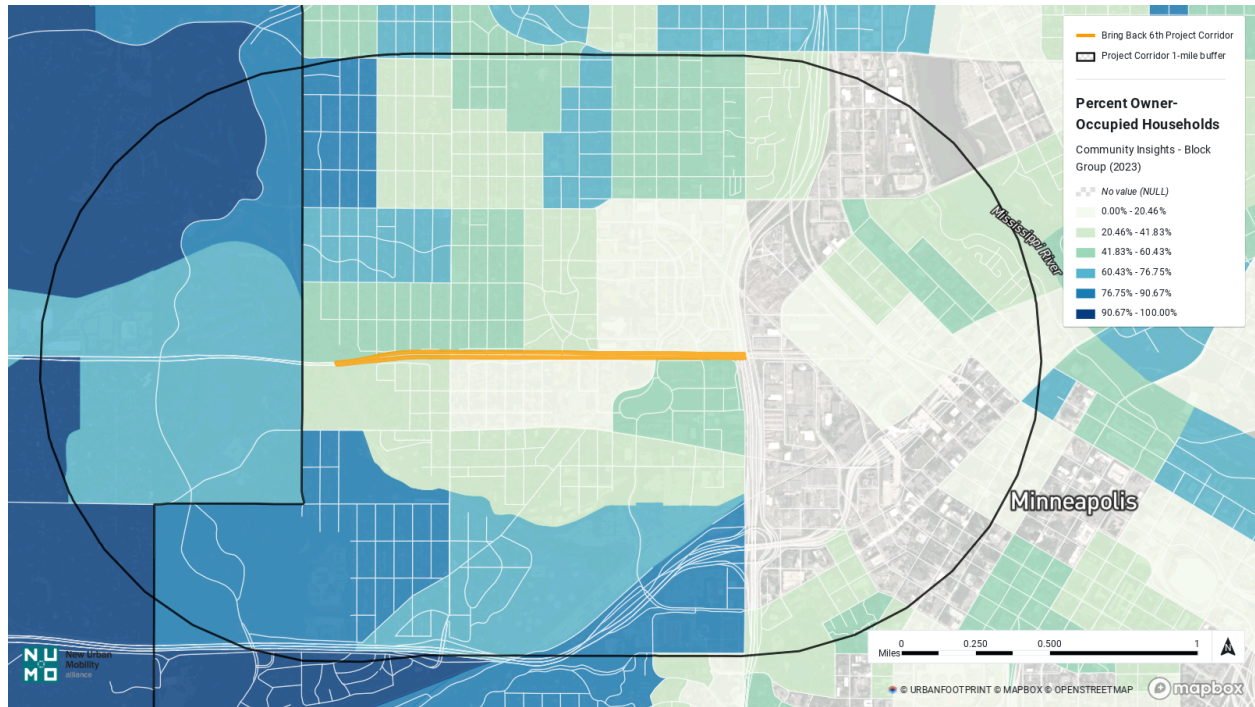 Bring Back 6th Project Corridor
Project Corridor 1-mile buffer
Percent Owner-
Occupied Households
Community Insights - Block
Group (2023)
No value (NULL)
0.00% - 20.46%
20.46% - 41.83%
41.83% - 60.43%
60.43% - 76.75%
76.75% - 90.67%
90.67% - 100.00%
Mississippi River
Minneapolis
0 0.250 0.500 1
Miles
N
NU
MO
New Urban
Mobility
alliance
© URBANFOOTPRINT © MAPBOX © OPENSTREETMAP
mapbox